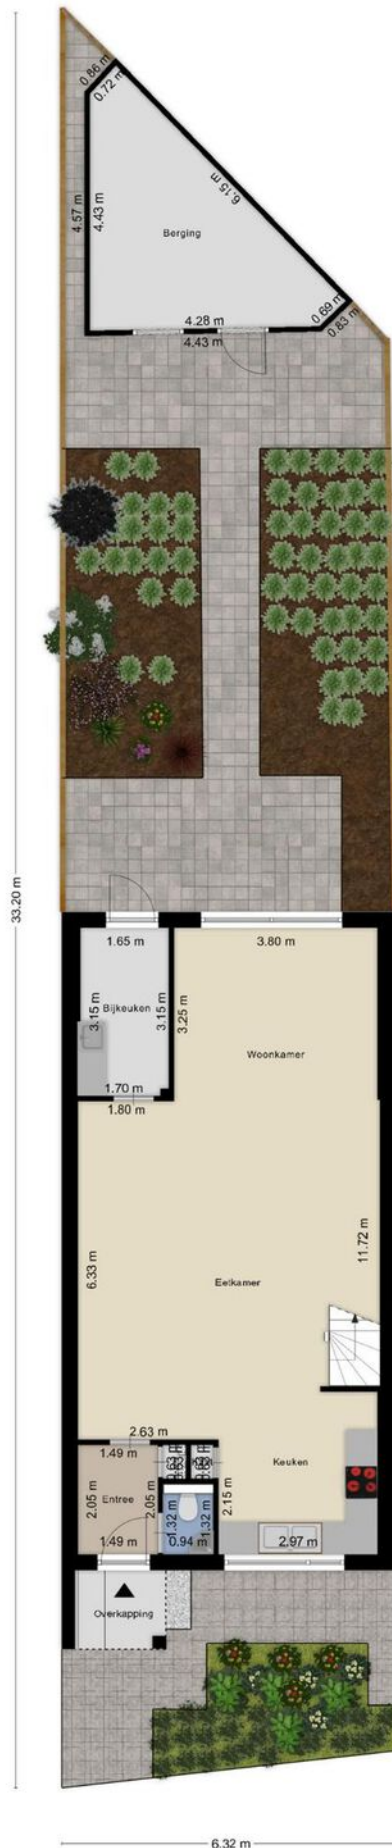 0.86 m
0.72 m
6.15 m
4.57 m
4.43 m
Berging
0.69 m
4.28 m
0.83 m
4.43 m
33.20 m
1.65 m
3.80 m
3.15 m
Bijkeuken
3.15 m
3.25 m
Woonkamer
1.70 m
1.80 m
11.72 m
6.33 m
Eetkamer
2.63 m
1.49 m
Keuken
2.05 m
Entree
2.05 m
2.15 m
1.32 m
1.32 m
1.49 m
0.94 m
2.97 m
Overkapping
6.32 m